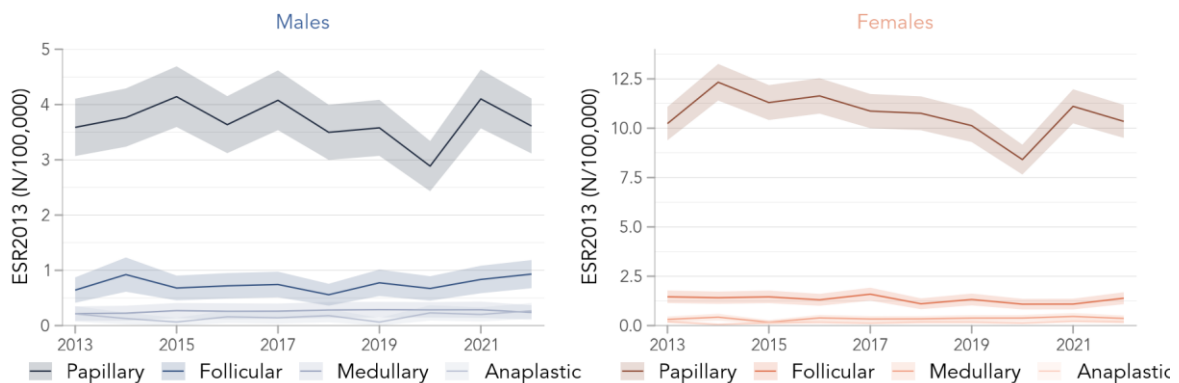 Males
ESR2013 (N/100,000)
5
4
3
2
1
0
2013 2015 2017 2019 2021
Papillary Follicular Medullary Anaplastic
Females
ESR2013 (N/100,000)
12.5
10.0
7.5
5.0
2.5
0.0
2013 2015 2017 2019 2021
Papillary Follicular Medullary Anaplastic